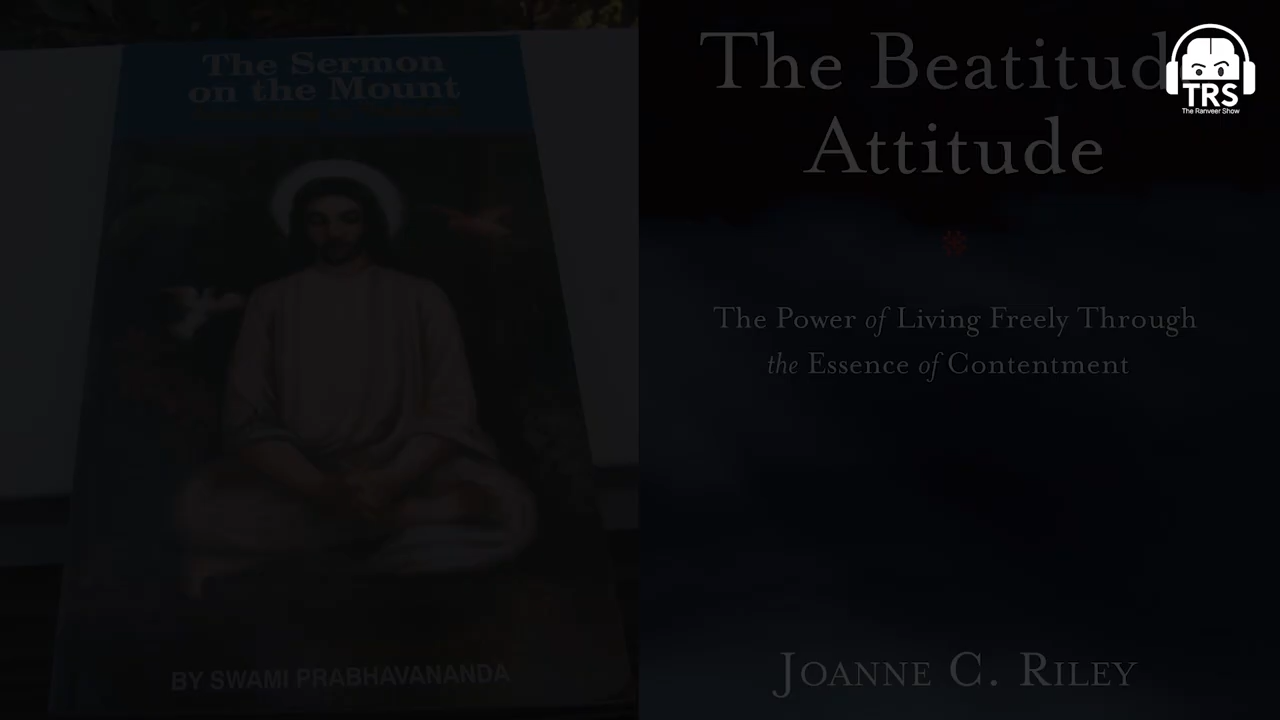 The Sermon
on the Mount
BY SWAMI PRABHAVANANDA
The Beatitud
Attitude
The Power of Living Freely Through
the Essence of Contentment
JOANNE C. RILEY
TRS
The Ranveer Show